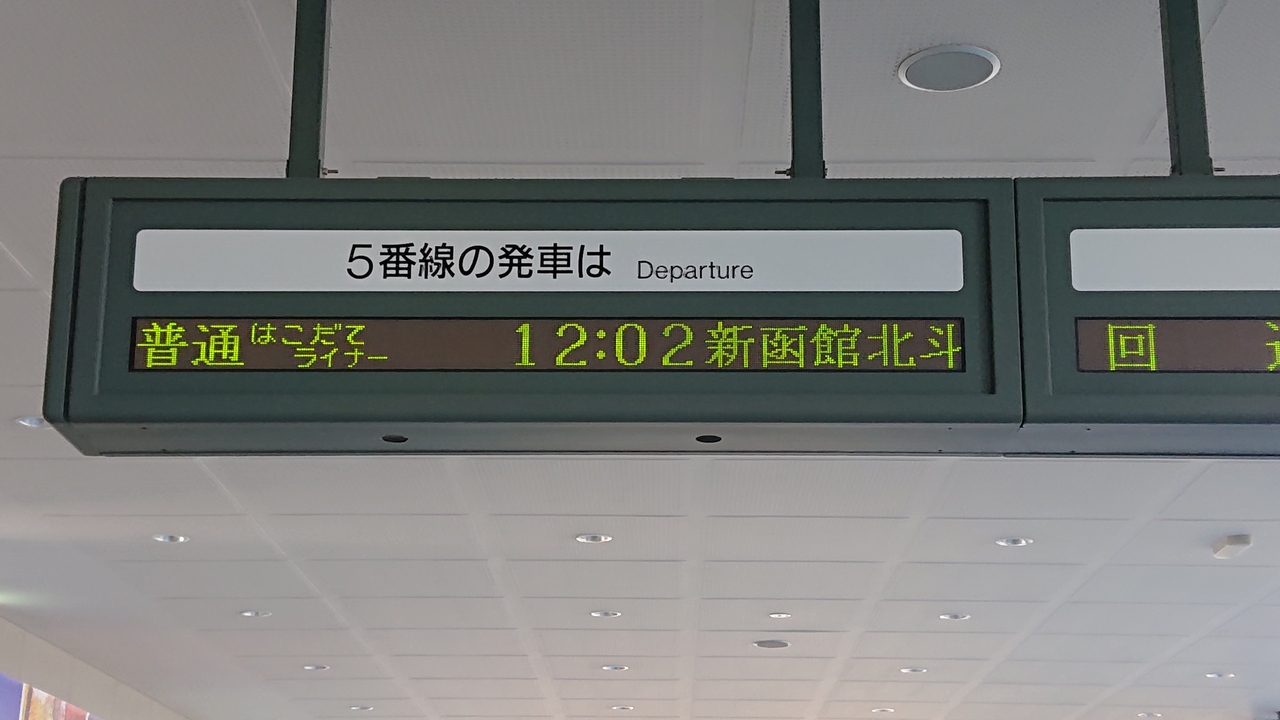 5番線の発車は Departure
普通 はこだてライナー 12:02 新函館北斗
回